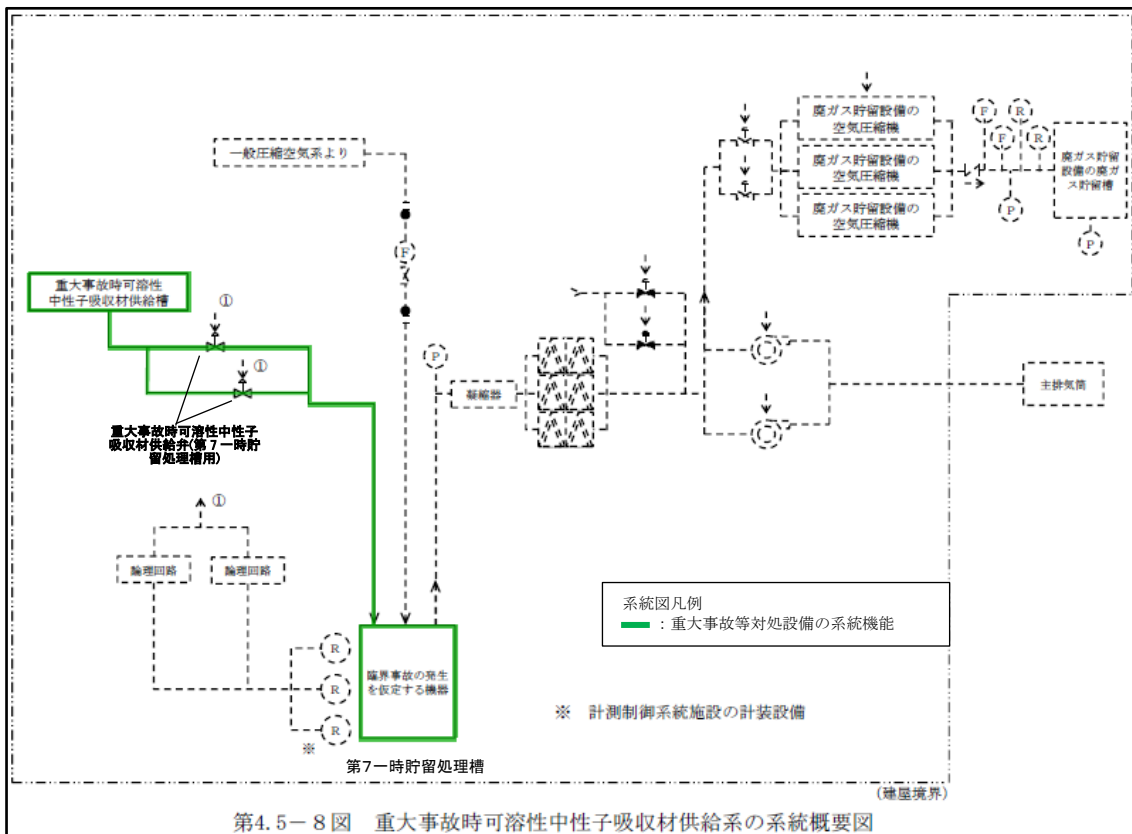 一般圧縮空気系より
廃ガス貯留設備の
空気圧縮機
廃ガス貯留設備の
空気圧縮機
廃ガス貯留設備の
空気圧縮機
F
R
F
R
廃ガス貯留
設備の廃ガ
ス貯留槽
P
P
F
重大事故時可溶性
中性子吸収材供給槽
①
①
重大事故時可溶性中性子
吸収材供給弁(第7一時貯
留処理槽用)
P
凝縮器
主排気筒
①
論理回路
論理回路
R
R
R
※
臨界事故の発生
を仮定する機器
第7一時貯留処理槽
系統図凡例
:重大事故等対処設備の系統機能
※ 計測制御系統施設の計装設備
(建屋境界)
第4.5-8図 重大事故時可溶性中性子吸収材供給系の系統概要図